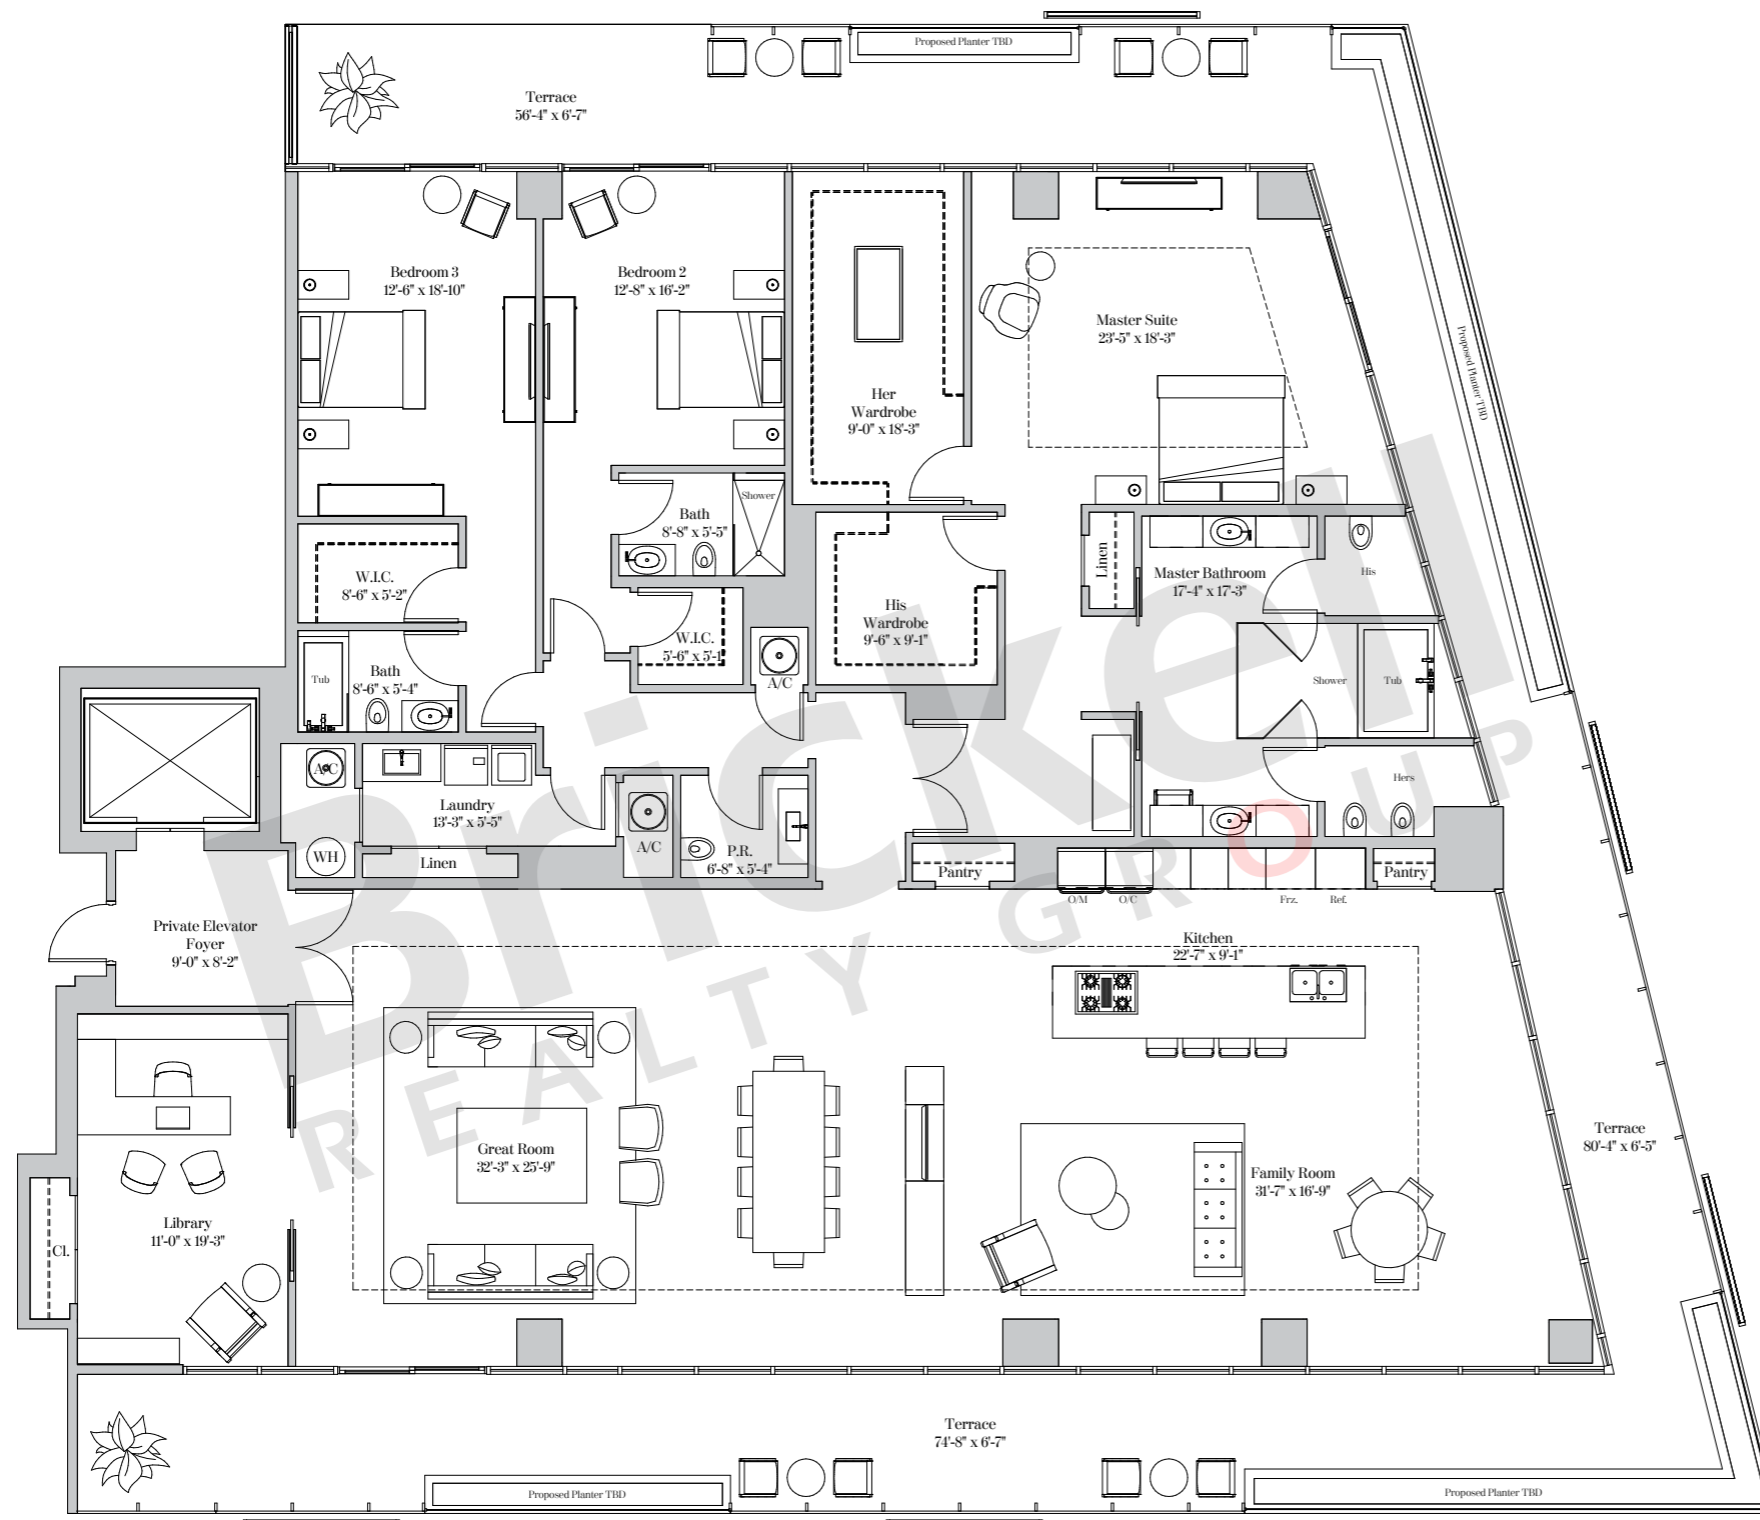 Proposed Planter TBD
Terrace
56'-4" x 6'-7"
Bedroom 3
12'-6" x 18'-10"
Bedroom 2
12'-8" x 16'-2"
Her
Wardrobe
9'-0" x 18'-3"
Master Suite
23'-5" x 18'-3"
Proposed Planter TBD
Shower
Bath
8'-8" x 5'-5"
W.I.C.
8'-6" x 5'-2"
Linen
Master Bathroom
17'-4" x 17'-3"
His
His
Wardrobe
9'-6" x 9'-1"
W.I.C.
5'-6" x 5'-1
A/C
Tub
Bath
8'-6" x 5'-4"
Shower
Tub
A/C
WH
Laundry
13'-3" x 5'-5"
Linen
A/C
P.R.
6'-8" x 5'-4"
Hers
Pantry
Pantry
O/M
O/C
Frz.
Ref.
Private Elevator
Foyer
9'-0" x 8'-2"
Kitchen
22'-7" x 9'-1"
Brickell
REALTY GROUP
Great Room
32'-3" x 25'-9"
Family Room
31'-7" x 16'-9"
Terrace
80'-4" x 6'-5"
Library
11'-0" x 19'-3"
Cl.
Terrace
74'-8" x 6'-7"
Proposed Planter TBD
Proposed Planter TBD